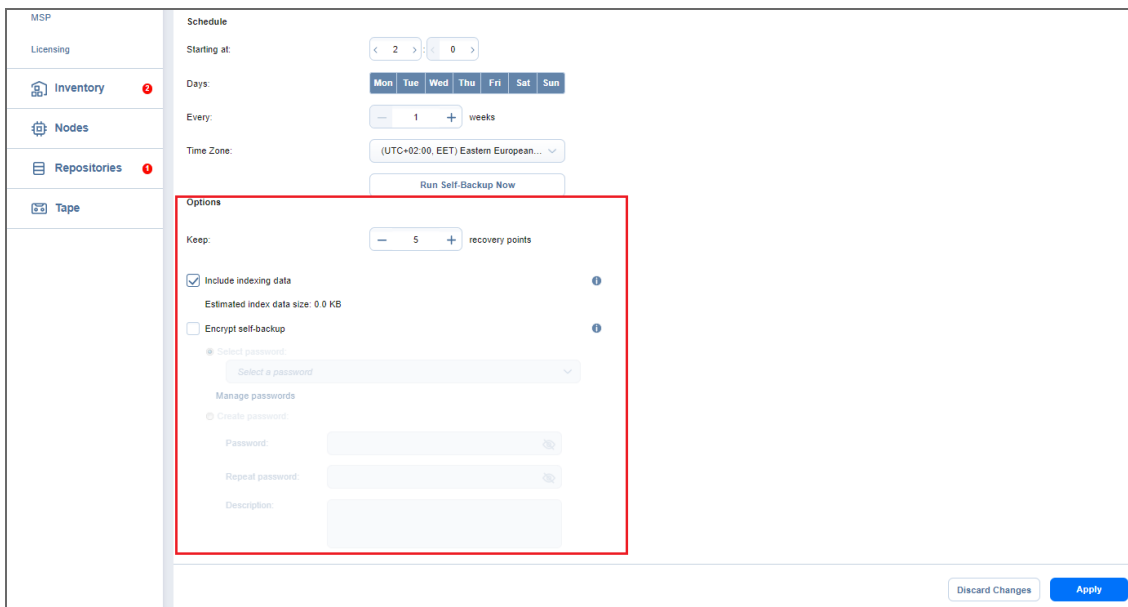 MSP
Licensing
Inventory 2
Nodes
Repositories 1
Tape
Schedule
Starting at: 2 : 0
Days: Mon Tue Wed Thu Fri Sat Sun
Every: 1 weeks
Time Zone: (UTC+02:00, EET) Eastern European...
Run Self-Backup Now
Options
Keep: 5 recovery points
Include indexing data
Estimated index data size: 0.0 KB
Encrypt self-backup
Select password:
Select a password
Manage passwords
Create password
Password:
Repeat password:
Description:
Discard Changes Apply